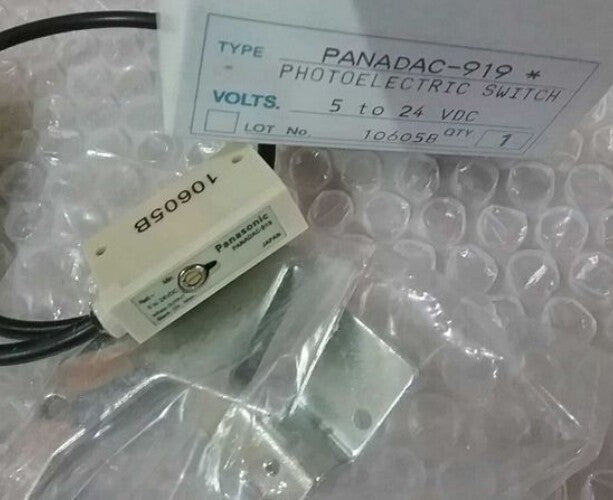 TYPE PANADAC-919 *
PHOTOELECTRIC SWITCH
VOLTS. 5 to 24 VDC
LOT No. 10605B QTY 1
10605B
Panasonic
PANADAC-919
JAPAN
Red